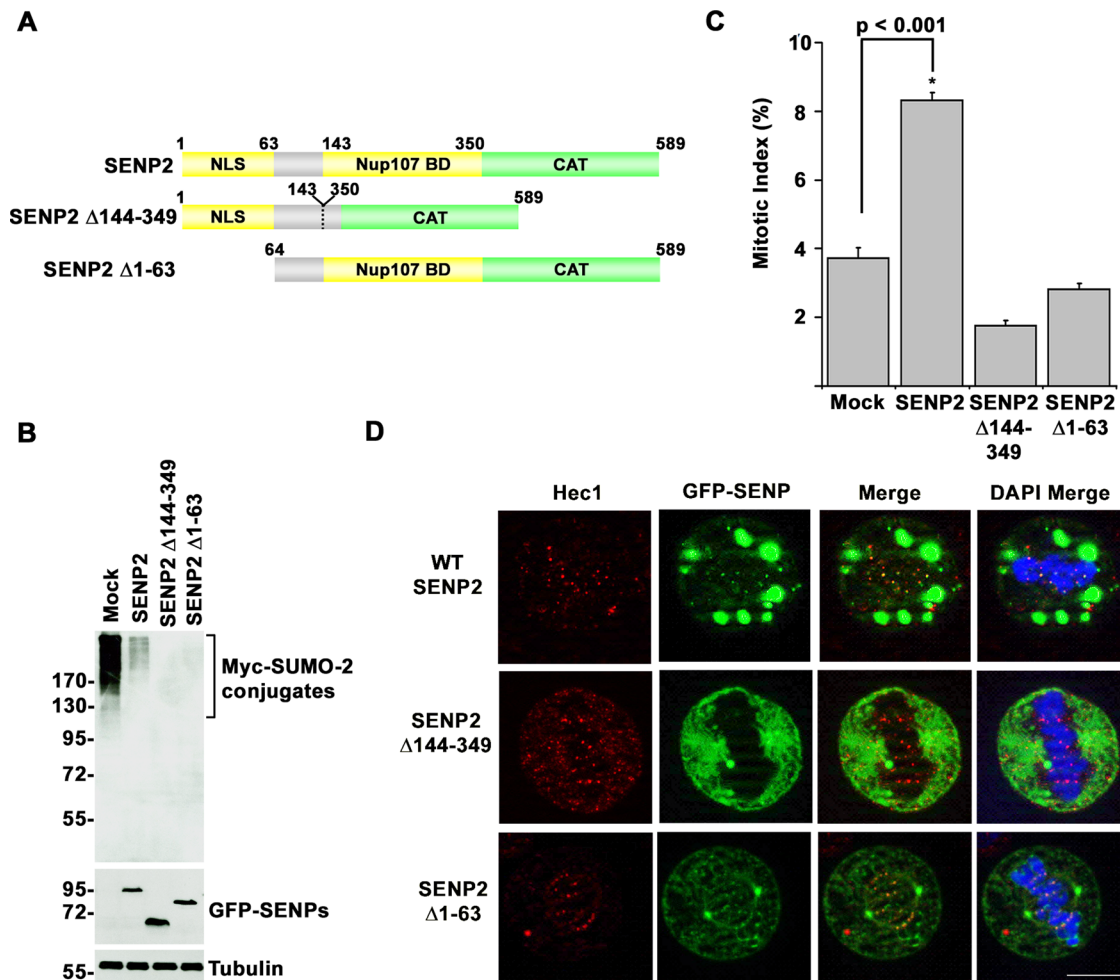 A
1 63 143 350 589
SENP2 NLS Nup107 BD CAT
1 143 350 589
SENP2 Δ144-349 NLS CAT
64 589
SENP2 Δ1-63 Nup107 BD CAT
B
Mock
SENP2
SENP2 Δ144-349
SENP2 Δ1-63
170-
130-
95-
72-
55-
Myc-SUMO-2
conjugates
95-
72-
GFP-SENPs
55-
Tubulin
C
p < 0.001
*
Mitotic Index (%)
10
8
6
4
2
Mock
SENP2
SENP2
Δ144-
349
SENP2
Δ1-63
D
Hec1 GFP-SENP Merge DAPI Merge
WT
SENP2
SENP2
Δ144-349
SENP2
Δ1-63